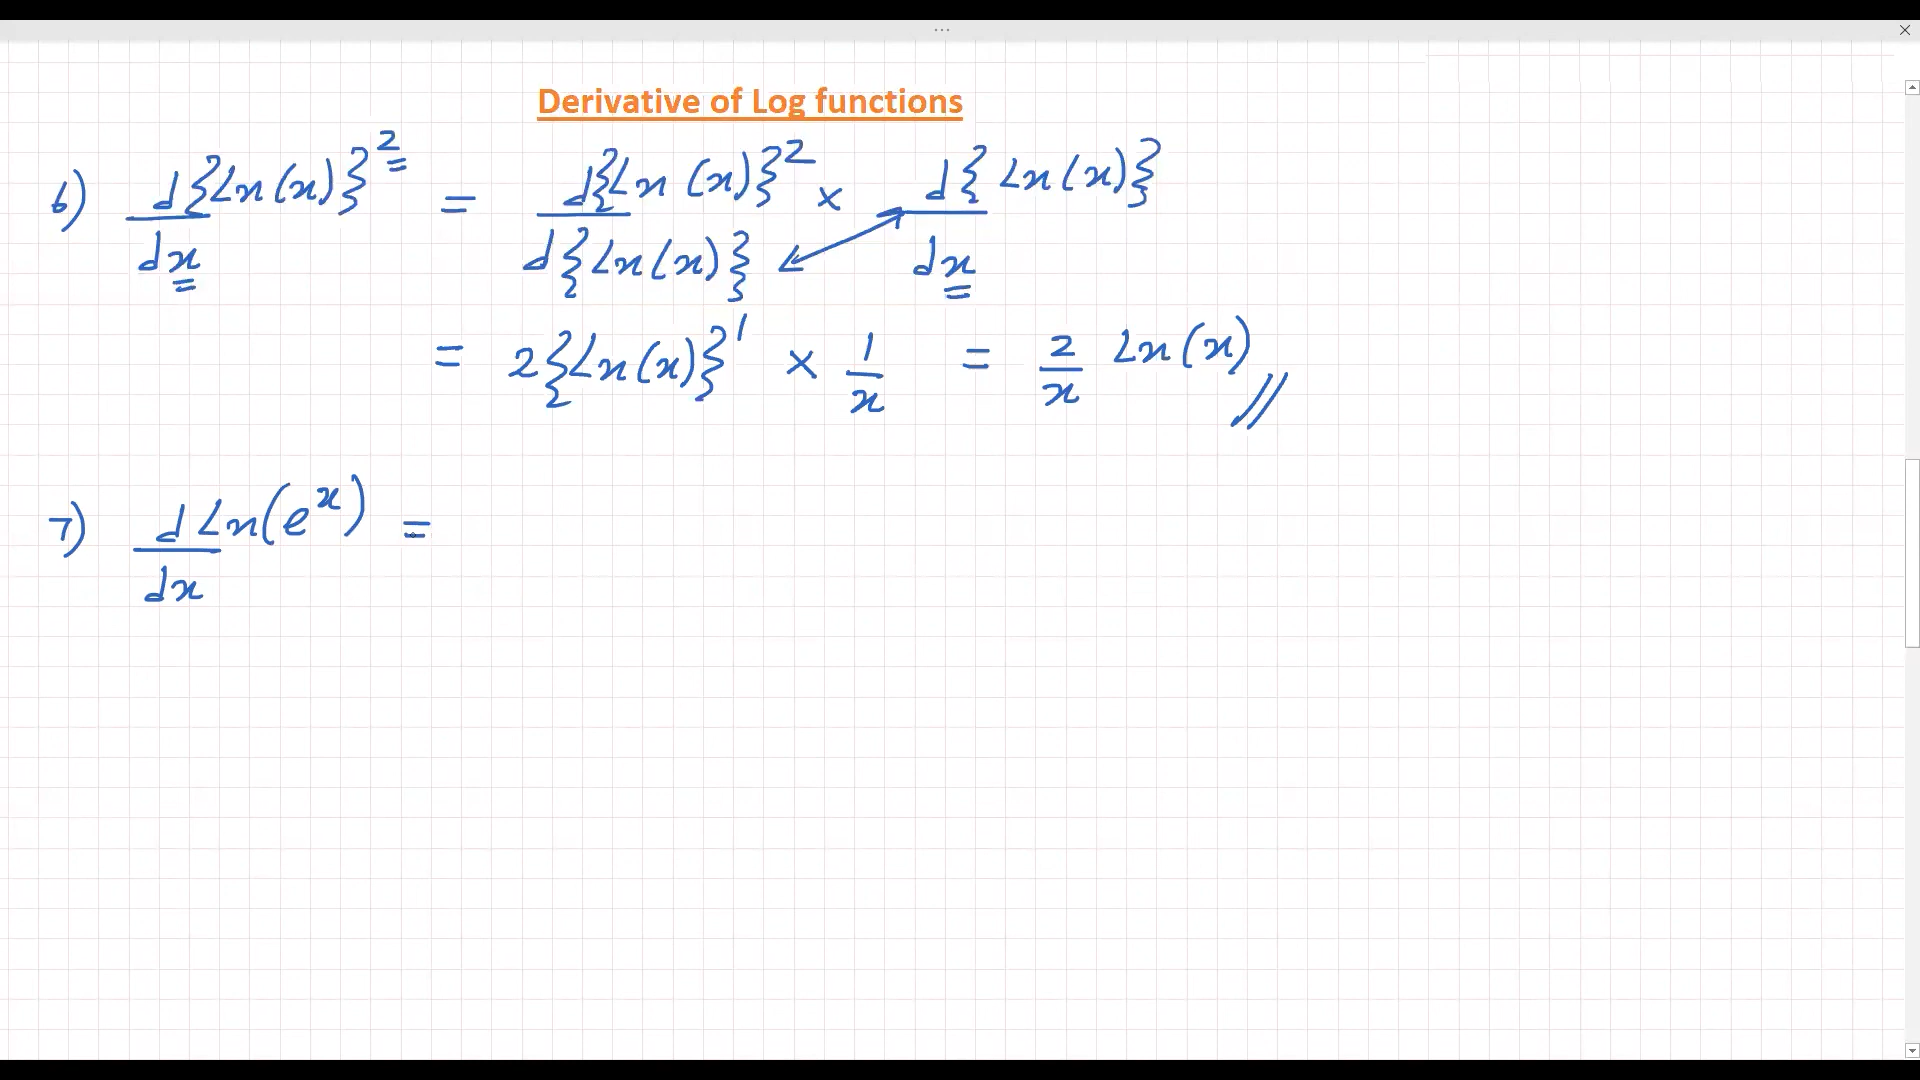 Derivative of Log functions
6) d{Ln(x)}²/dx = d{Ln(x)}²/d{Ln(x)} × d{Ln(x)}/dx
= 2{Ln(x)}¹ × 1/x = 2/x Ln(x)//
7) d Ln(eˣ)/dx =